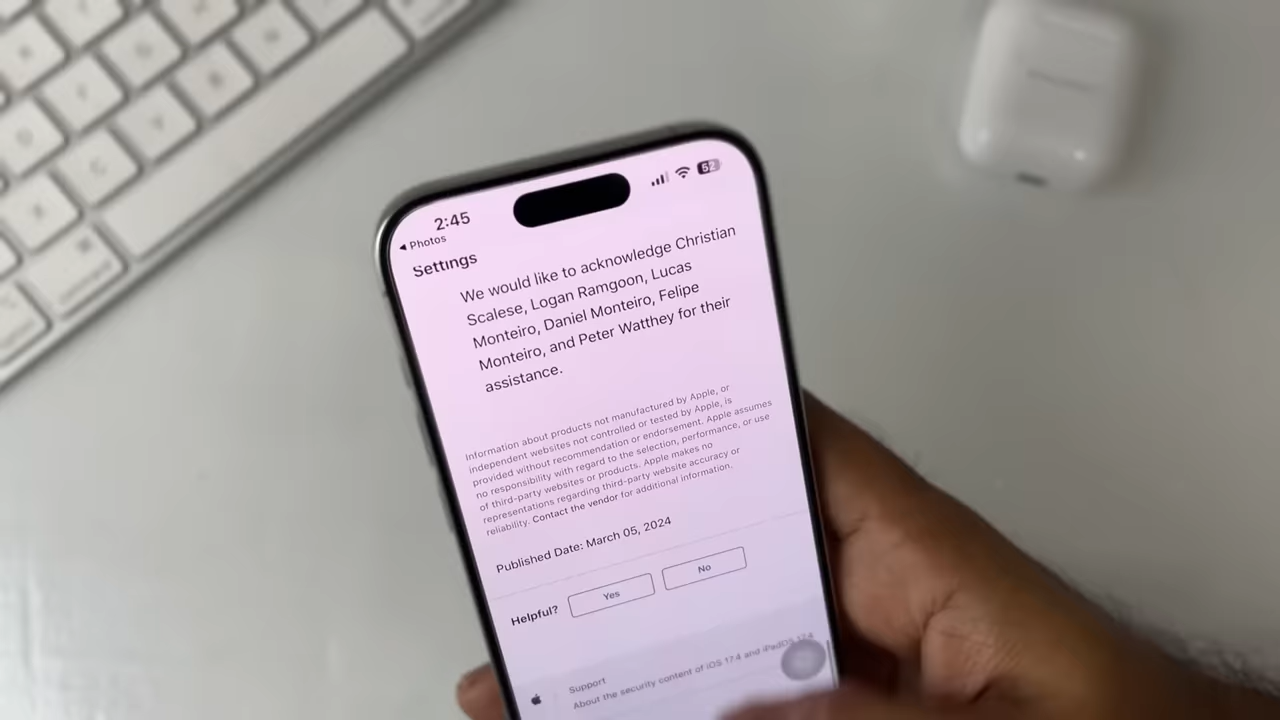 2:45
52
◀ Photos
Settings
We would like to acknowledge Christian
Scalese, Logan Ramgoon, Lucas
Monteiro, Daniel Monteiro, Felipe
Monteiro, and Peter Watthey for their
assistance.
Information about products not manufactured by Apple, or
independent websites not controlled or tested by Apple, is
provided without recommendation or endorsement. Apple assumes
no responsibility with regard to the selection, performance, or use
of third-party websites or products. Apple makes no
representations regarding third-party website accuracy or
reliability. Contact the vendor for additional information.
Published Date: March 05, 2024
Helpful?
Yes
No
Support
About the security content of iOS 17.4 and iPadOS 17.4